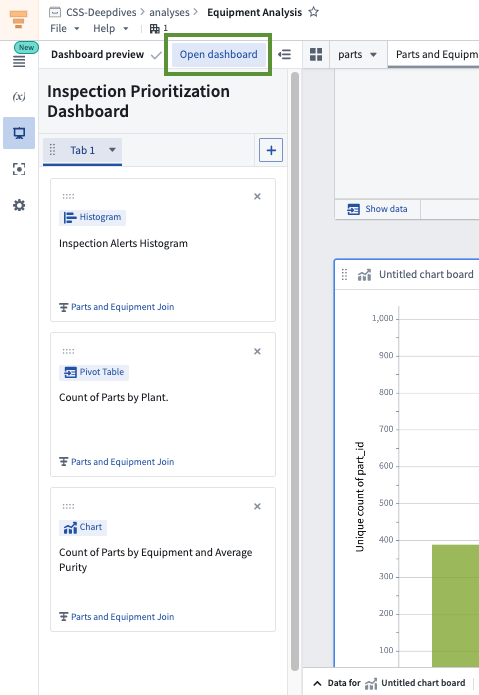 CSS-Deepdives > analyses > Equipment Analysis
File Help 1
New
Dashboard preview
Open dashboard
parts
Parts and Equipm
(x)
Inspection Prioritization
Dashboard
Tab 1
+
Histogram
Inspection Alerts Histogram
Parts and Equipment Join
Pivot Table
Count of Parts by Plant.
Parts and Equipment Join
Chart
Count of Parts by Equipment and Average
Purity
Parts and Equipment Join
Show data
Untitled chart board
1,000
900
800
700
600
500
400
300
200
100
Unique count of part_id
Data for Untitled chart board